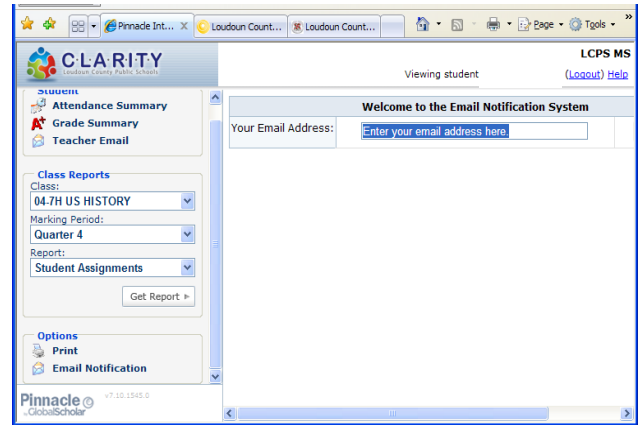 Pinnacle Int...
Loudoun Count...
Loudoun Count...
Page
Tools
»
CLARITY
Loudoun County Public Schools
LCPS MS
Viewing student
(Logout) Help
Student
Attendance Summary
A+ Grade Summary
Teacher Email
Class Reports
Class:
04-7H US HISTORY
Marking Period:
Quarter 4
Report:
Student Assignments
Get Report
Options
Print
Email Notification
Welcome to the Email Notification System
Your Email Address:
Enter your email address here.
Pinnacle
GlobalScholar
v7.10.1545.0